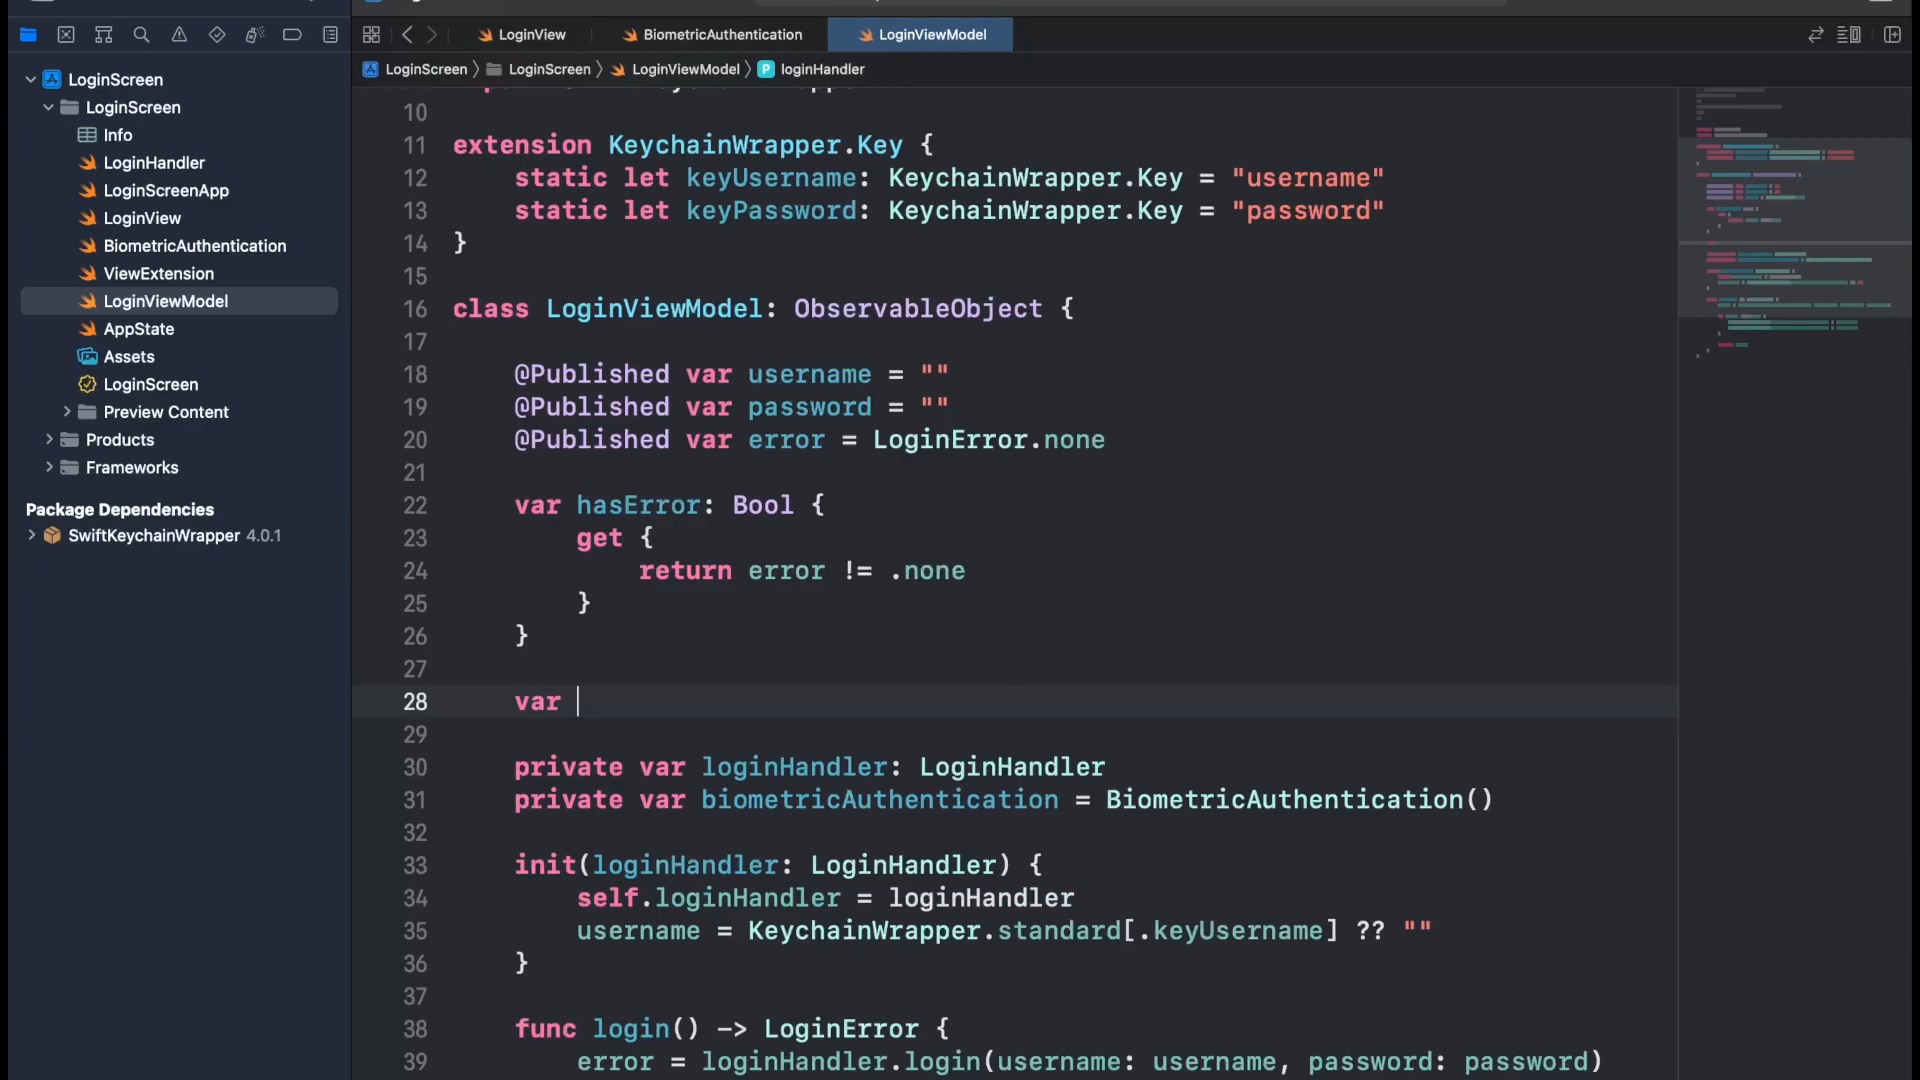 LoginView
BiometricAuthentication
LoginViewModel
LoginScreen
LoginScreen
LoginViewModel
P
loginHandler
LoginScreen
LoginScreen
Info
LoginHandler
LoginScreenApp
LoginView
BiometricAuthentication
ViewExtension
LoginViewModel
AppState
Assets
LoginScreen
Preview Content
Products
Frameworks
Package Dependencies
SwiftKeychainWrapper 4.0.1
10
11 extension KeychainWrapper.Key {
12 static let keyUsername: KeychainWrapper.Key = "username"
13 static let keyPassword: KeychainWrapper.Key = "password"
14 }
15
16 class LoginViewModel: ObservableObject {
17
18 @Published var username = ""
19 @Published var password = ""
20 @Published var error = LoginError.none
21
22 var hasError: Bool {
23 get {
24 return error != .none
25 }
26 }
27
28 var
29
30 private var loginHandler: LoginHandler
31 private var biometricAuthentication = BiometricAuthentication()
32
33 init(loginHandler: LoginHandler) {
34 self.loginHandler = loginHandler
35 username = KeychainWrapper.standard[.keyUsername] ?? ""
36 }
37
38 func login() -> LoginError {
39 error = loginHandler.login(username: username, password: password)